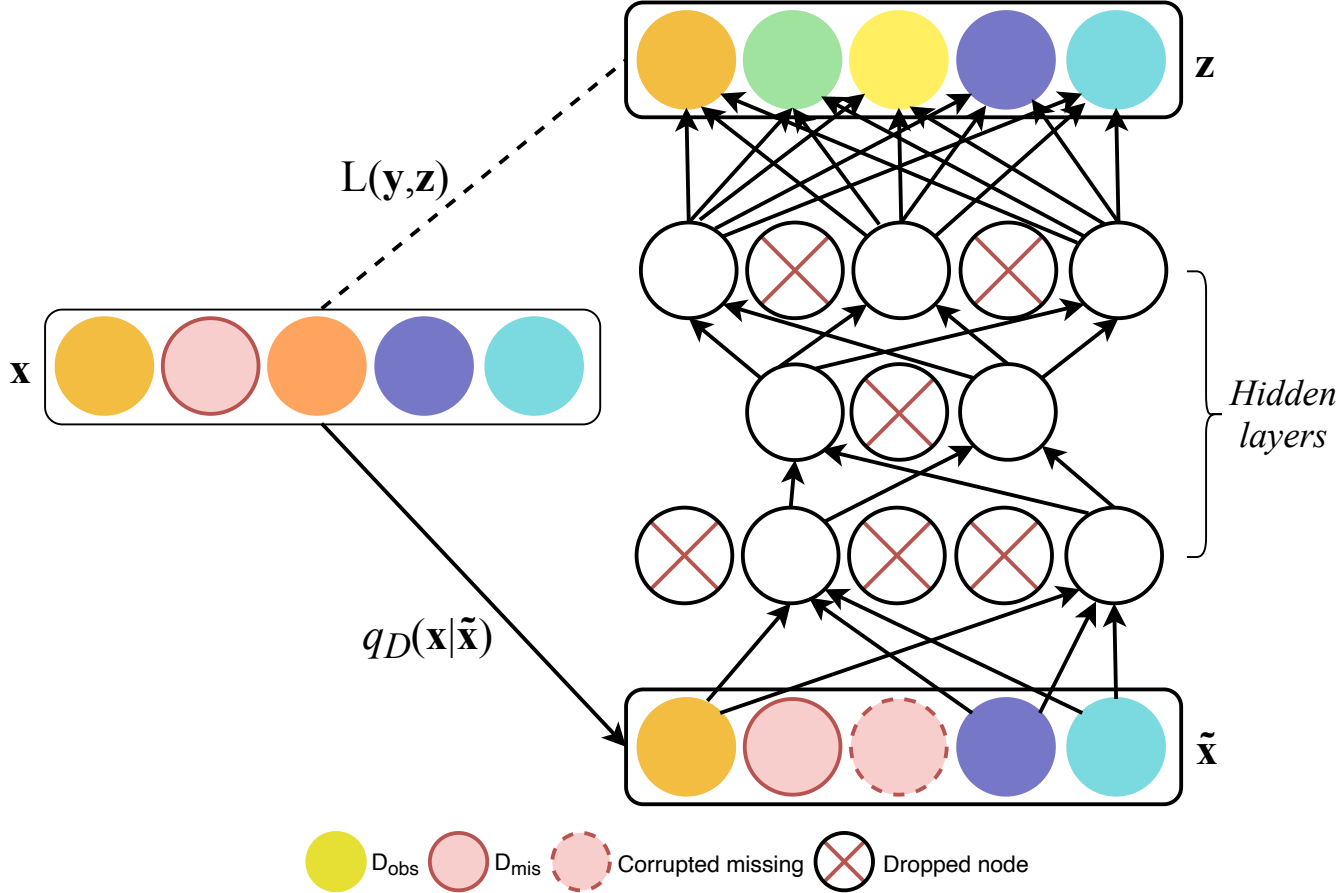 z
L(y,z)
x
Hidden
layers
q_D(x|x̃)
x̃
D_obs D_mis Corrupted missing Dropped node